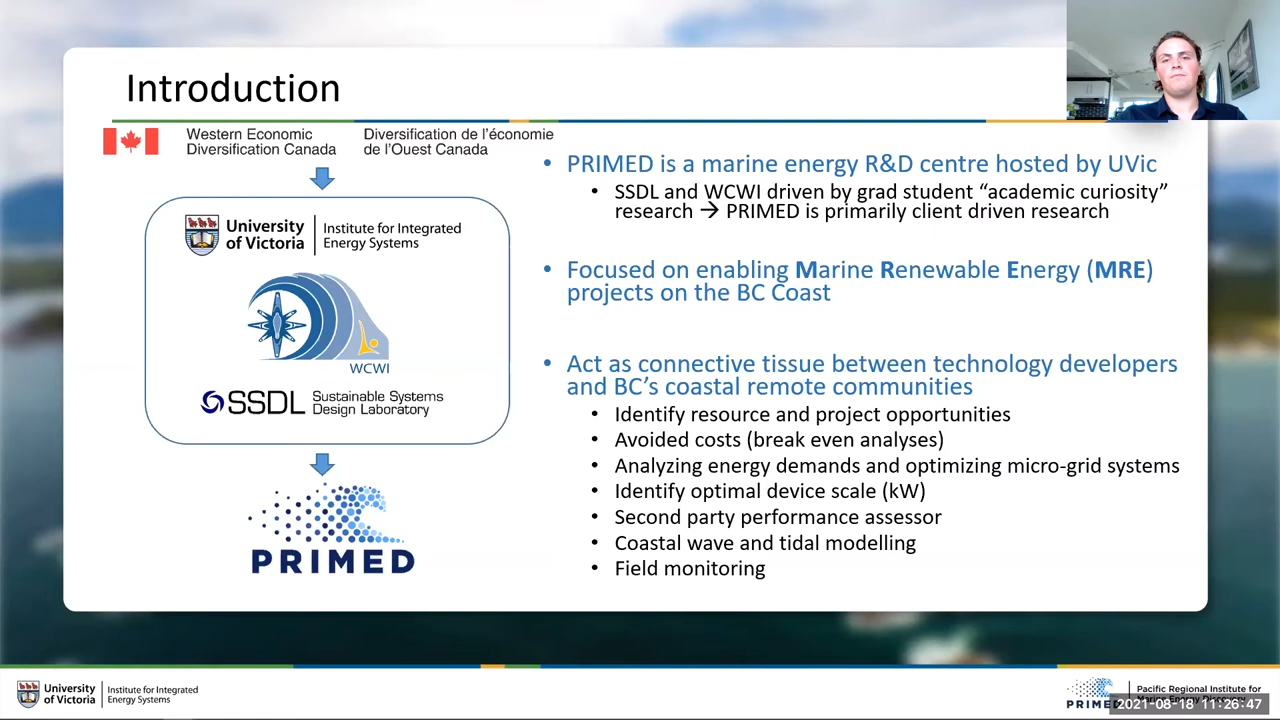 Introduction
Western Economic
Diversification Canada
Diversification de l'économie
de l'Ouest Canada
University
of Victoria
Institute for Integrated
Energy Systems
WCWI
SSDL
Sustainable Systems
Design Laboratory
PRIMED
• PRIMED is a marine energy R&D centre hosted by UVic
• SSDL and WCWI driven by grad student “academic curiosity”
research → PRIMED is primarily client driven research
• Focused on enabling Marine Renewable Energy (MRE)
projects on the BC Coast
• Act as connective tissue between technology developers
and BC’s coastal remote communities
• Identify resource and project opportunities
• Avoided costs (break even analyses)
• Analyzing energy demands and optimizing micro-grid systems
• Identify optimal device scale (kW)
• Second party performance assessor
• Coastal wave and tidal modelling
• Field monitoring
University
of Victoria
Institute for Integrated
Energy Systems
PRIMED
Pacific Regional Institute for
2021-08-18 11:26:47